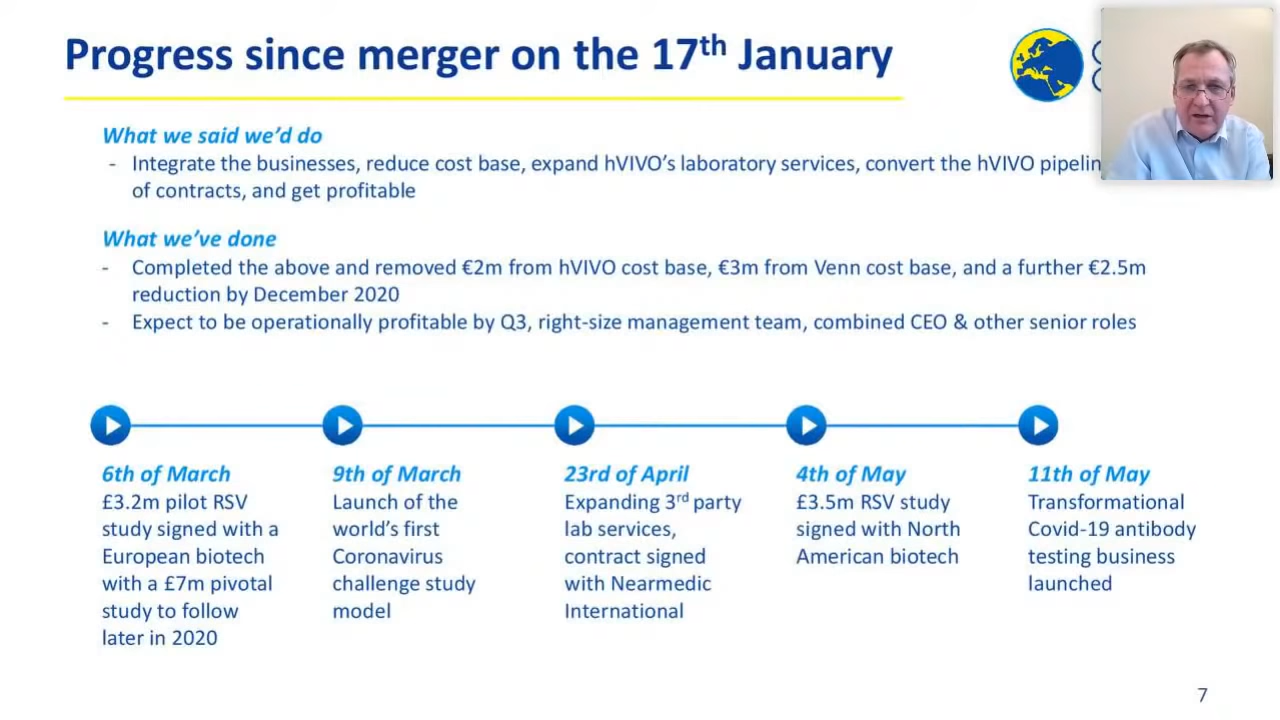 Progress since merger on the 17th January
What we said we'd do
- Integrate the businesses, reduce cost base, expand hVIVO's laboratory services, convert the hVIVO
of contracts, and get profitable
What we've done
- Completed the above and removed €2m from hVIVO cost base, €3m from Venn cost base, and a further €2.5m
reduction by December 2020
- Expect to be operationally profitable by Q3, right-size management team, combined CEO & other senior roles
6th of March
£3.2m pilot RSV
study signed with a
European biotech
with a £7m pivotal
study to follow
later in 2020
9th of March
Launch of the
world's first
Coronavirus
challenge study
model
23rd of April
Expanding 3rd party
lab services,
contract signed
with Nearmedic
International
4th of May
£3.5m RSV study
signed with North
American biotech
11th of May
Transformational
Covid-19 antibody
testing business
launched
7